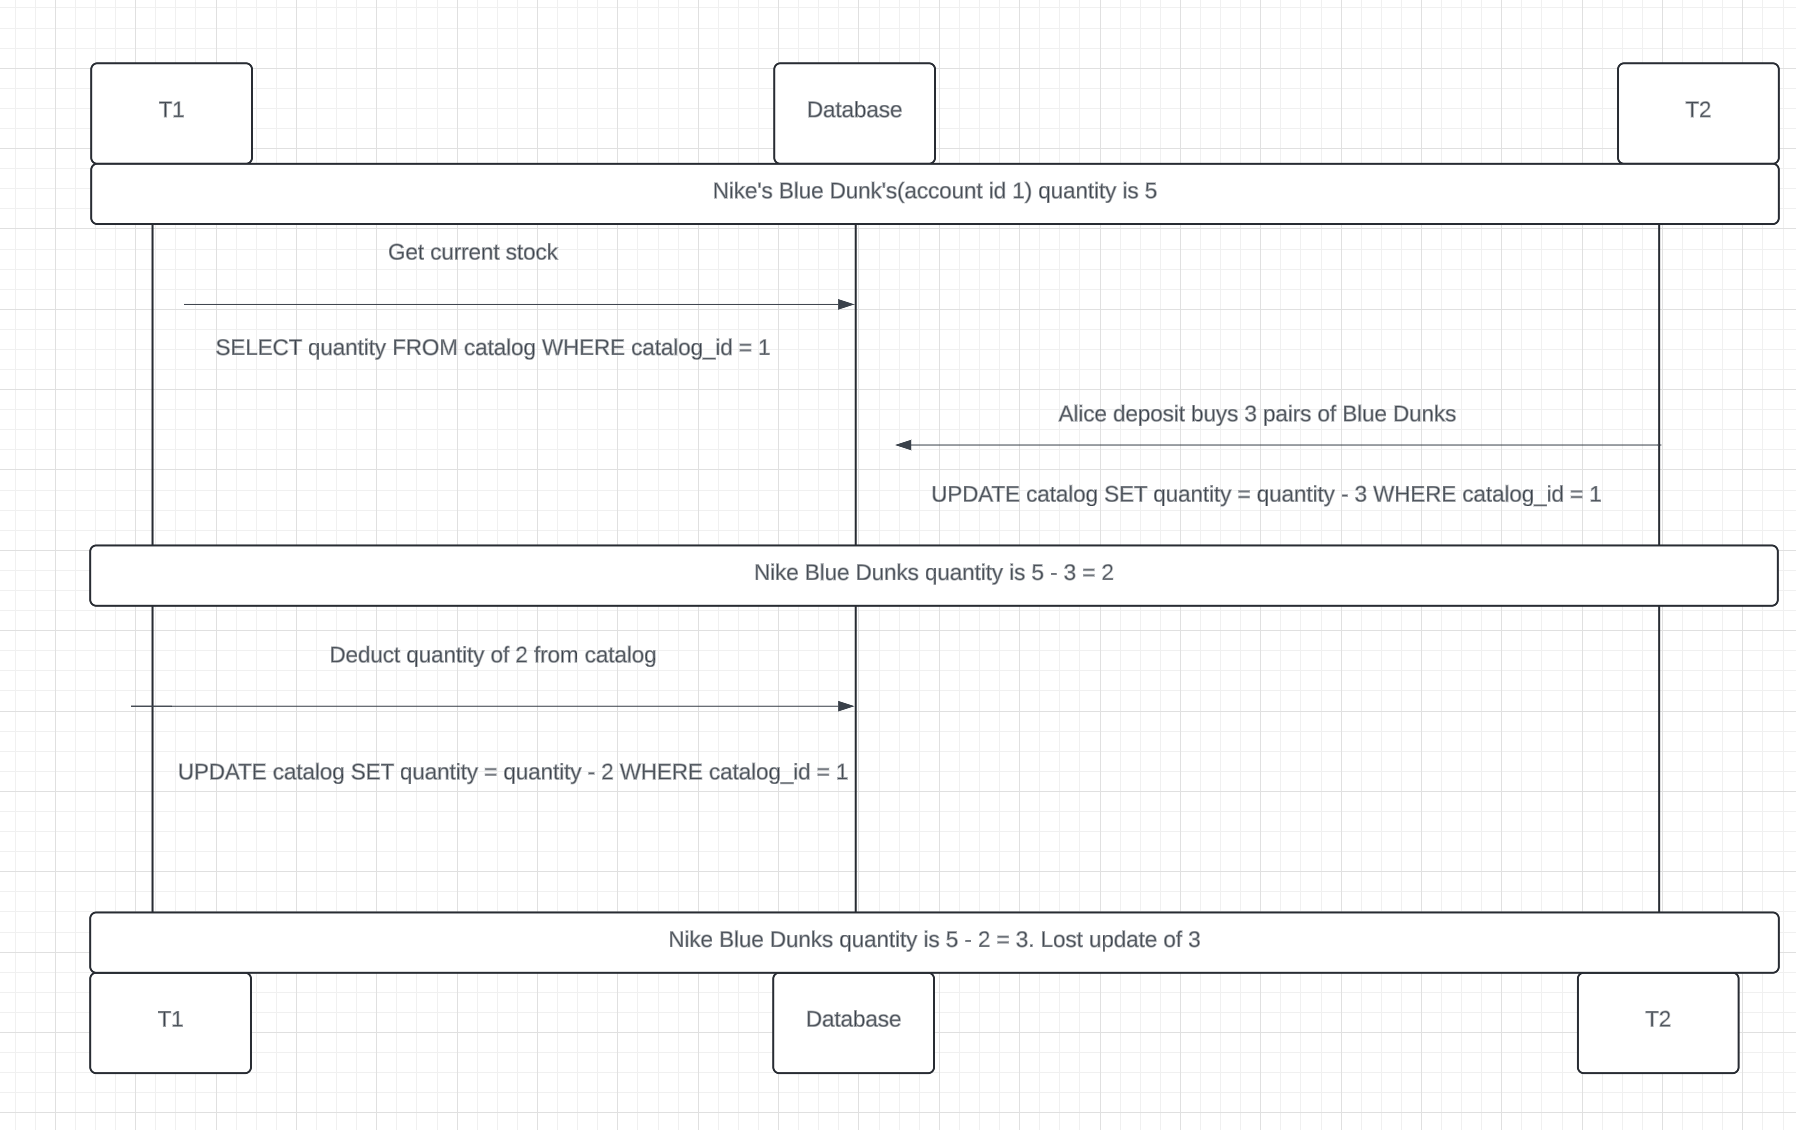 T1
Database
T2
Nike's Blue Dunk's(account id 1) quantity is 5
Get current stock
SELECT quantity FROM catalog WHERE catalog_id = 1
Alice deposit buys 3 pairs of Blue Dunks
UPDATE catalog SET quantity = quantity - 3 WHERE catalog_id = 1
Nike Blue Dunks quantity is 5 - 3 = 2
Deduct quantity of 2 from catalog
UPDATE catalog SET quantity = quantity - 2 WHERE catalog_id = 1
Nike Blue Dunks quantity is 5 - 2 = 3. Lost update of 3
T1
Database
T2